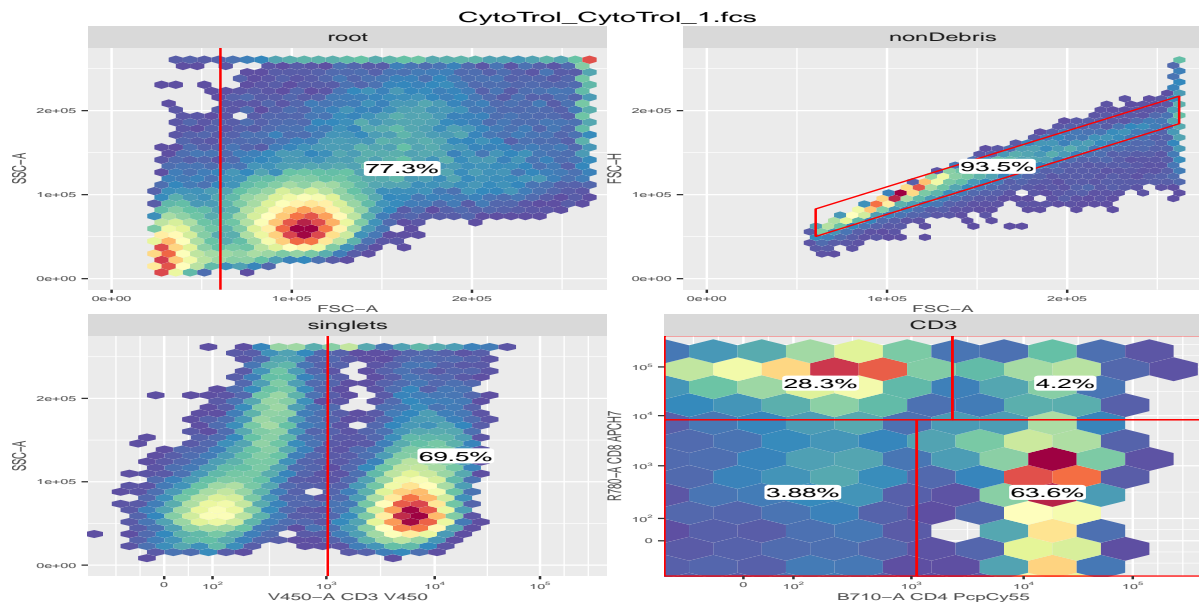 CytoTrol_CytoTrol_1.fcs
root
SSC−A
2e+05
1e+05
0e+00
77.3%
0e+00 1e+05 2e+05
FSC−A
nonDebris
FSC−H
2e+05
1e+05
0e+00
93.5%
0e+00 1e+05 2e+05
FSC−A
singlets
SSC−A
2e+05
1e+05
0e+00
69.5%
0 10² 10³ 10⁴ 10⁵
V450−A CD3 V450
CD3
R780−A CD8 APCH7
10⁵
10⁴
10³
10²
0
28.3% 4.2%
3.88% 63.6%
0 10² 10³ 10⁴ 10⁵
B710−A CD4 PcpCy55